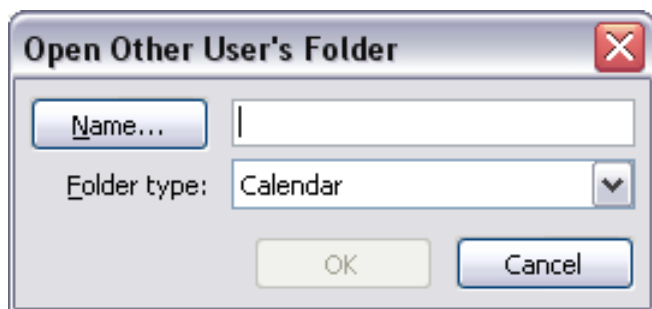 Open Other User's Folder
Name...
Folder type: Calendar
OK Cancel